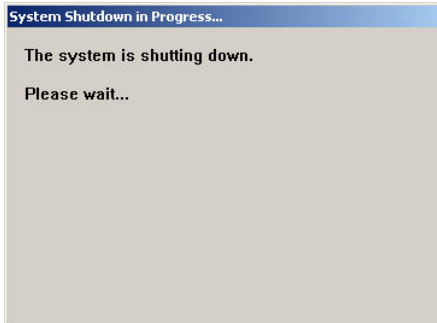 System Shutdown in Progress...
The system is shutting down.
Please wait...